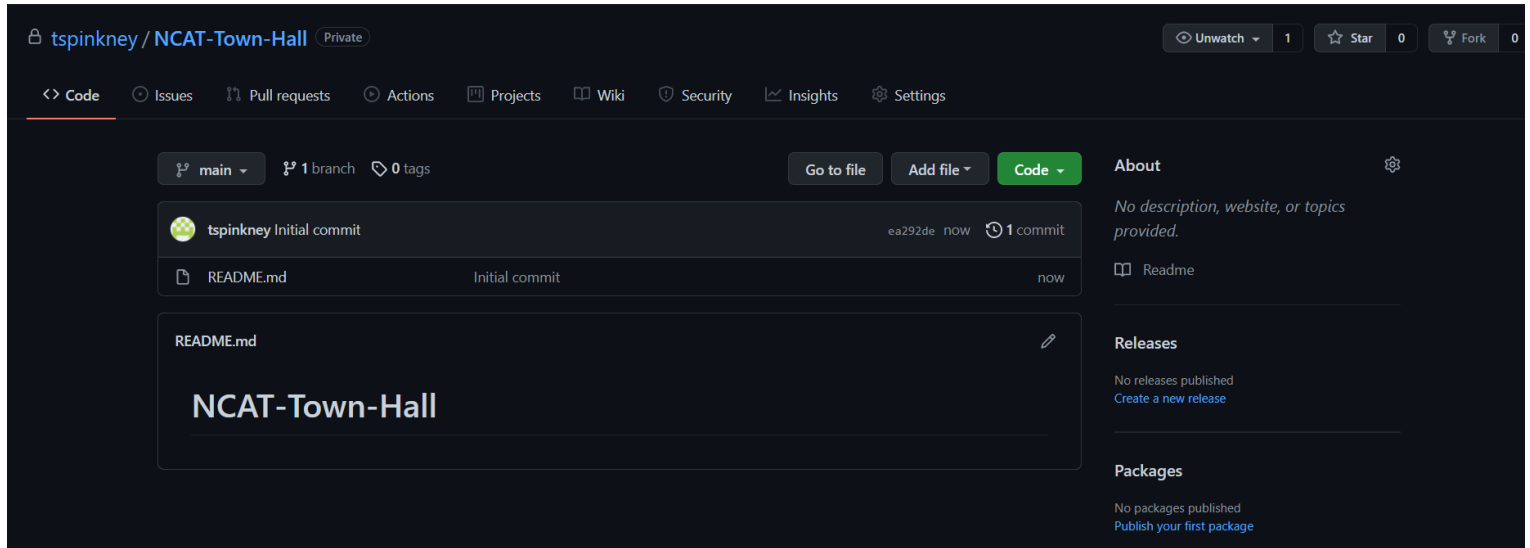 tspinkney / NCAT-Town-Hall Private Unwatch 1 Star 0 Fork 0
Code Issues Pull requests Actions Projects Wiki Security Insights Settings
main 1 branch 0 tags Go to file Add file Code
tspinkney Initial commit ea292de now 1 commit
README.md Initial commit now
README.md
NCAT-Town-Hall
About
No description, website, or topics
provided.
Readme
Releases
No releases published
Create a new release
Packages
No packages published
Publish your first package